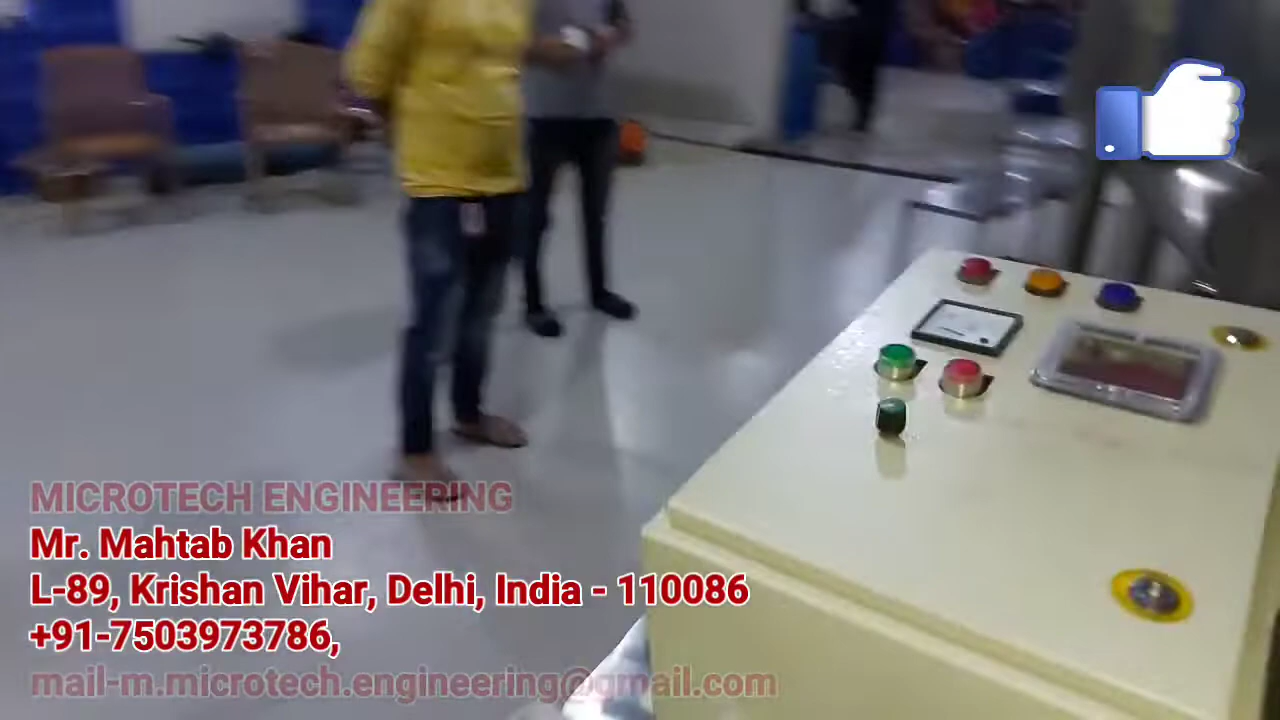 MICROTECH ENGINEERING
Mr. Mahtab Khan
L-89, Krishan Vihar, Delhi, India - 110086
+91-7503973786,
mail-m.microtech.engineering@gmail.com